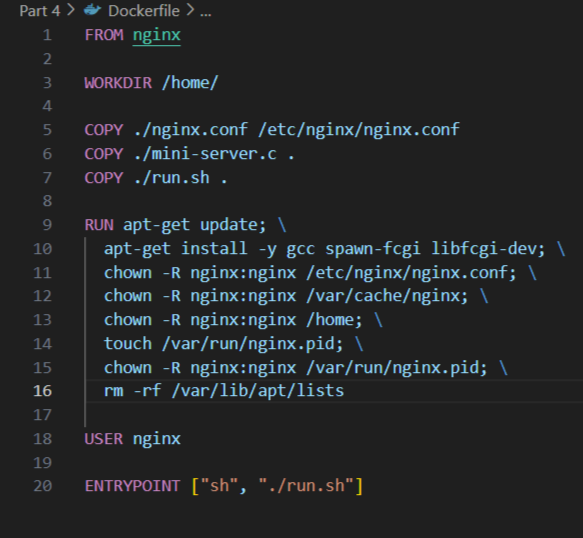 Part 4 > Dockerfile > ...
1 FROM nginx
2
3 WORKDIR /home/
4
5 COPY ./nginx.conf /etc/nginx/nginx.conf
6 COPY ./mini-server.c .
7 COPY ./run.sh .
8
9 RUN apt-get update; \
10 apt-get install -y gcc spawn-fcgi libfcgi-dev; \
11 chown -R nginx:nginx /etc/nginx/nginx.conf; \
12 chown -R nginx:nginx /var/cache/nginx; \
13 chown -R nginx:nginx /home; \
14 touch /var/run/nginx.pid; \
15 chown -R nginx:nginx /var/run/nginx.pid; \
16 rm -rf /var/lib/apt/lists
17
18 USER nginx
19
20 ENTRYPOINT ["sh", "./run.sh"]